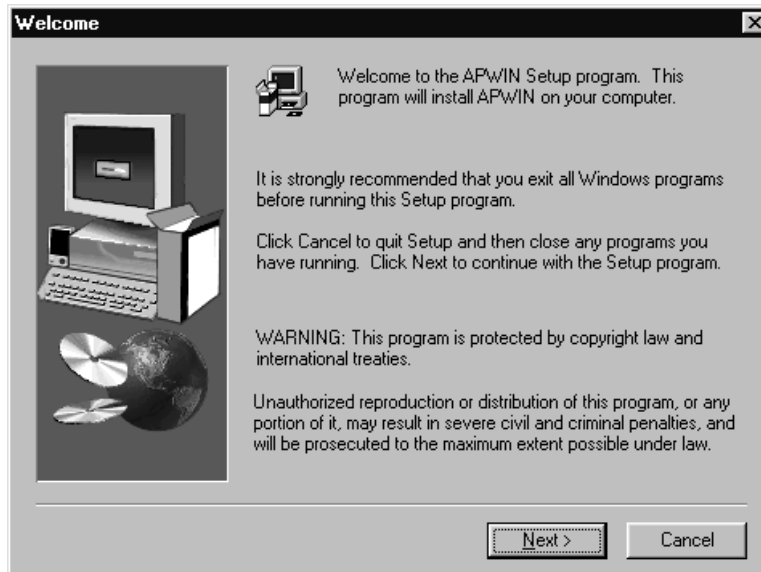 Welcome
Welcome to the APWIN Setup program. This
program will install APWIN on your computer.
It is strongly recommended that you exit all Windows programs
before running this Setup program.
Click Cancel to quit Setup and then close any programs you
have running. Click Next to continue with the Setup program.
WARNING: This program is protected by copyright law and
international treaties.
Unauthorized reproduction or distribution of this program, or any
portion of it, may result in severe civil and criminal penalties, and
will be prosecuted to the maximum extent possible under law.
Next >
Cancel